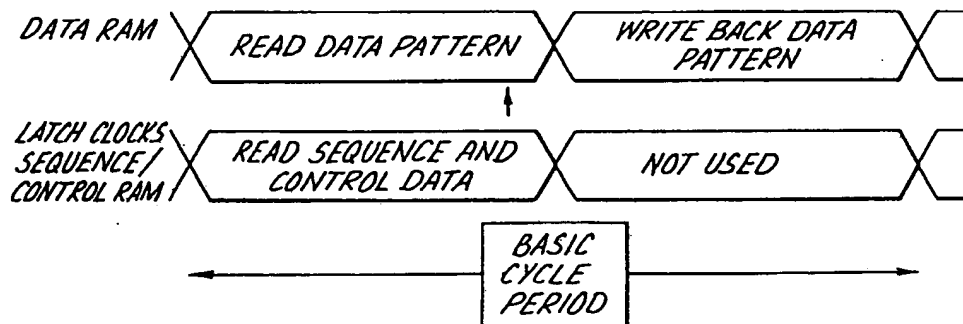 DATA RAM
READ DATA PATTERN
WRITE BACK DATA
PATTERN
LATCH CLOCKS
SEQUENCE/
CONTROL RAM
READ SEQUENCE AND
CONTROL DATA
NOT USED
BASIC
CYCLE
PERIOD